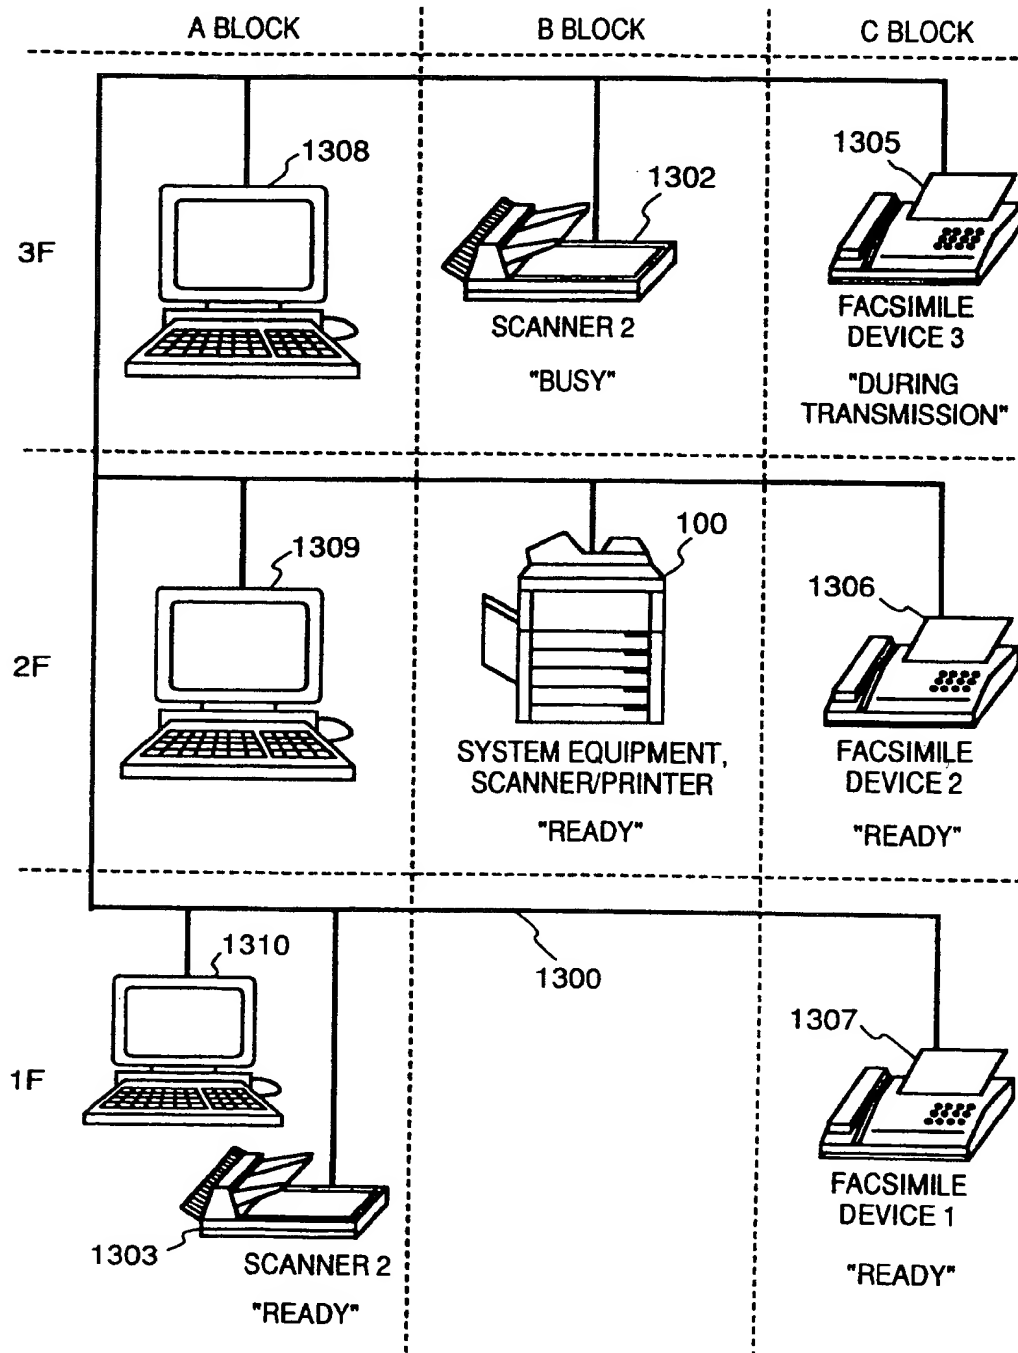 A BLOCK
B BLOCK
C BLOCK
3F
1308
1302
SCANNER 2
"BUSY"
1305
FACSIMILE
DEVICE 3
"DURING
TRANSMISSION"
2F
1309
100
SYSTEM EQUIPMENT,
SCANNER/PRINTER
"READY"
1306
FACSIMILE
DEVICE 2
"READY"
1F
1310
1303
SCANNER 2
"READY"
1300
1307
FACSIMILE
DEVICE 1
"READY"